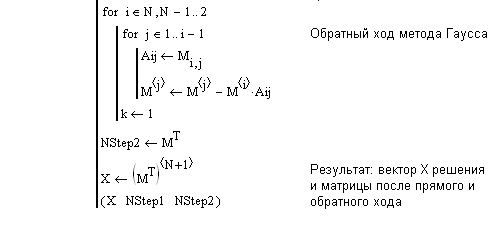 for i ∈ N, N − 1 .. 2
for j ∈ 1 .. i − 1
Обратный ход метода Гаусса
Aij ← M i,j
M^⟨j⟩ ← M^⟨j⟩ − M^⟨i⟩·Aij
k ← 1
NStep2 ← M^T
X ← (M^T)^⟨N+1⟩
Результат: вектор X решения
и матрицы после прямого и
(X NStep1 NStep2)
обратного хода